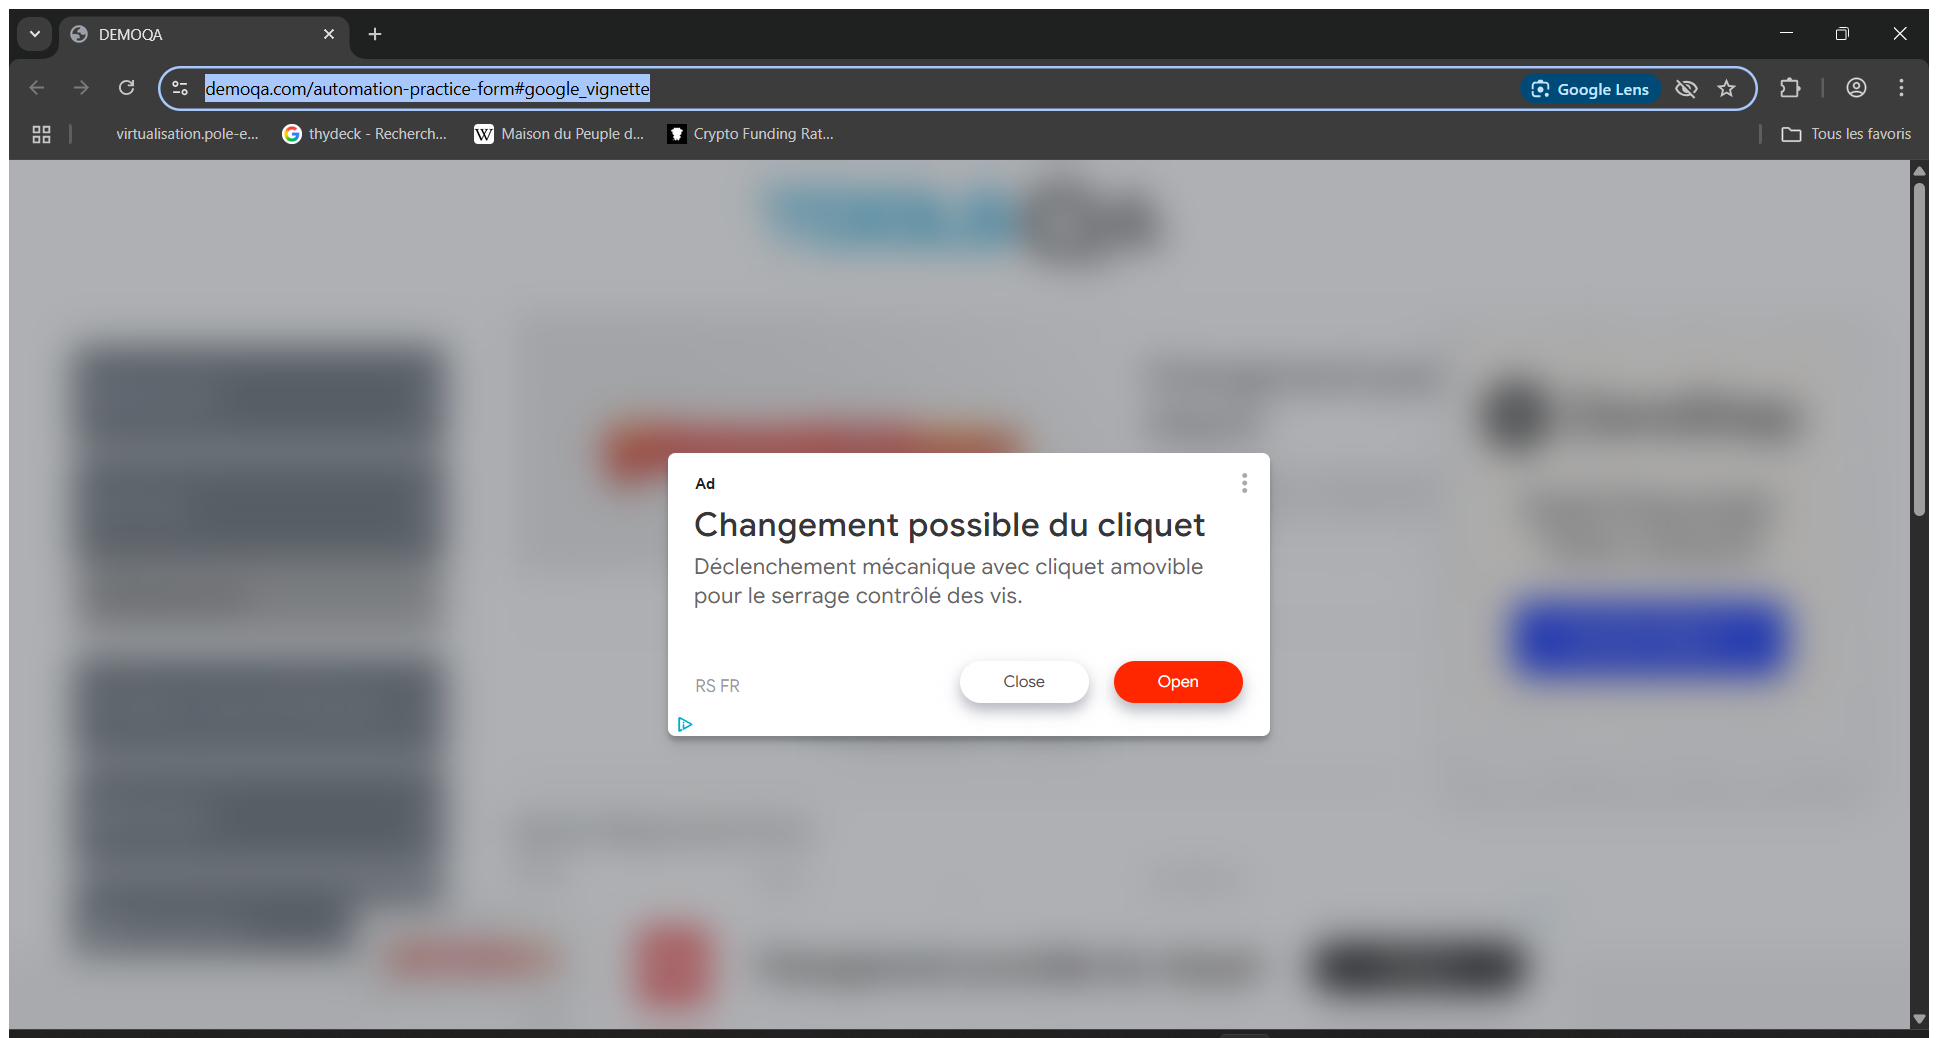 DEMOQA
demoqa.com/automation-practice-form#google_vignette
Google Lens
virtualisation.pole-e...
thydeck - Recherch...
Maison du Peuple d...
Crypto Funding Rat...
Tous les favoris
Ad
Changement possible du cliquet
Déclenchement mécanique avec cliquet amovible
pour le serrage contrôlé des vis.
RS FR
Close
Open